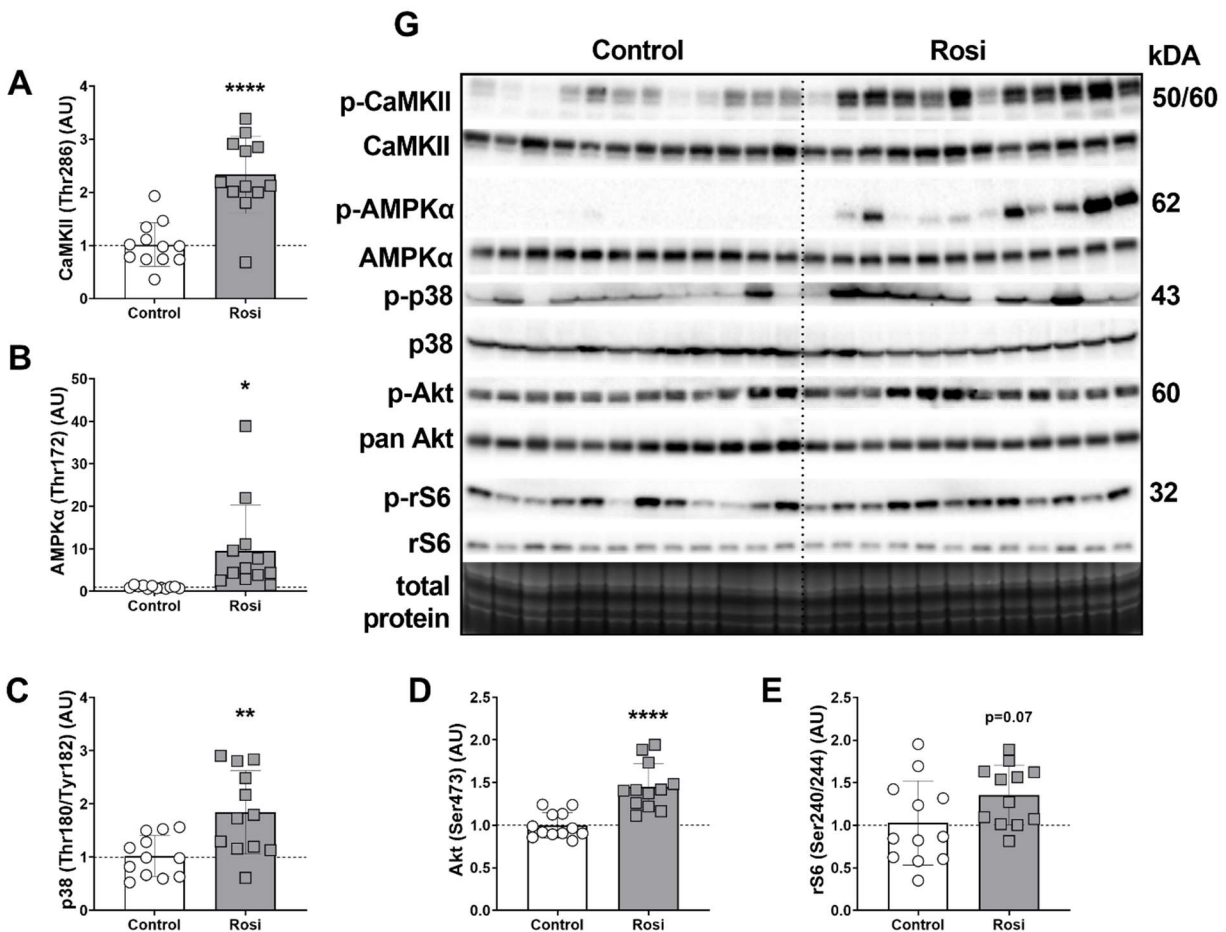 G
Control Rosi kDA
p-CaMKII 50/60
CaMKII
p-AMPKα 62
AMPKα
p-p38 43
p38
p-Akt 60
pan Akt
p-rS6 32
rS6
total
protein
A
CaMKII (Thr286) (AU)
4
3
2
1
0
****
Control Rosi
B
AMPKα (Thr172) (AU)
50
40
30
20
10
0
*
Control Rosi
C
p38 (Thr180/Tyr182) (AU)
4
3
2
1
0
**
Control Rosi
D
Akt (Ser473) (AU)
2.5
2.0
1.5
1.0
0.5
0.0
****
Control Rosi
E
rS6 (Ser240/244) (AU)
2.5
2.0
1.5
1.0
0.5
0.0
p=0.07
Control Rosi